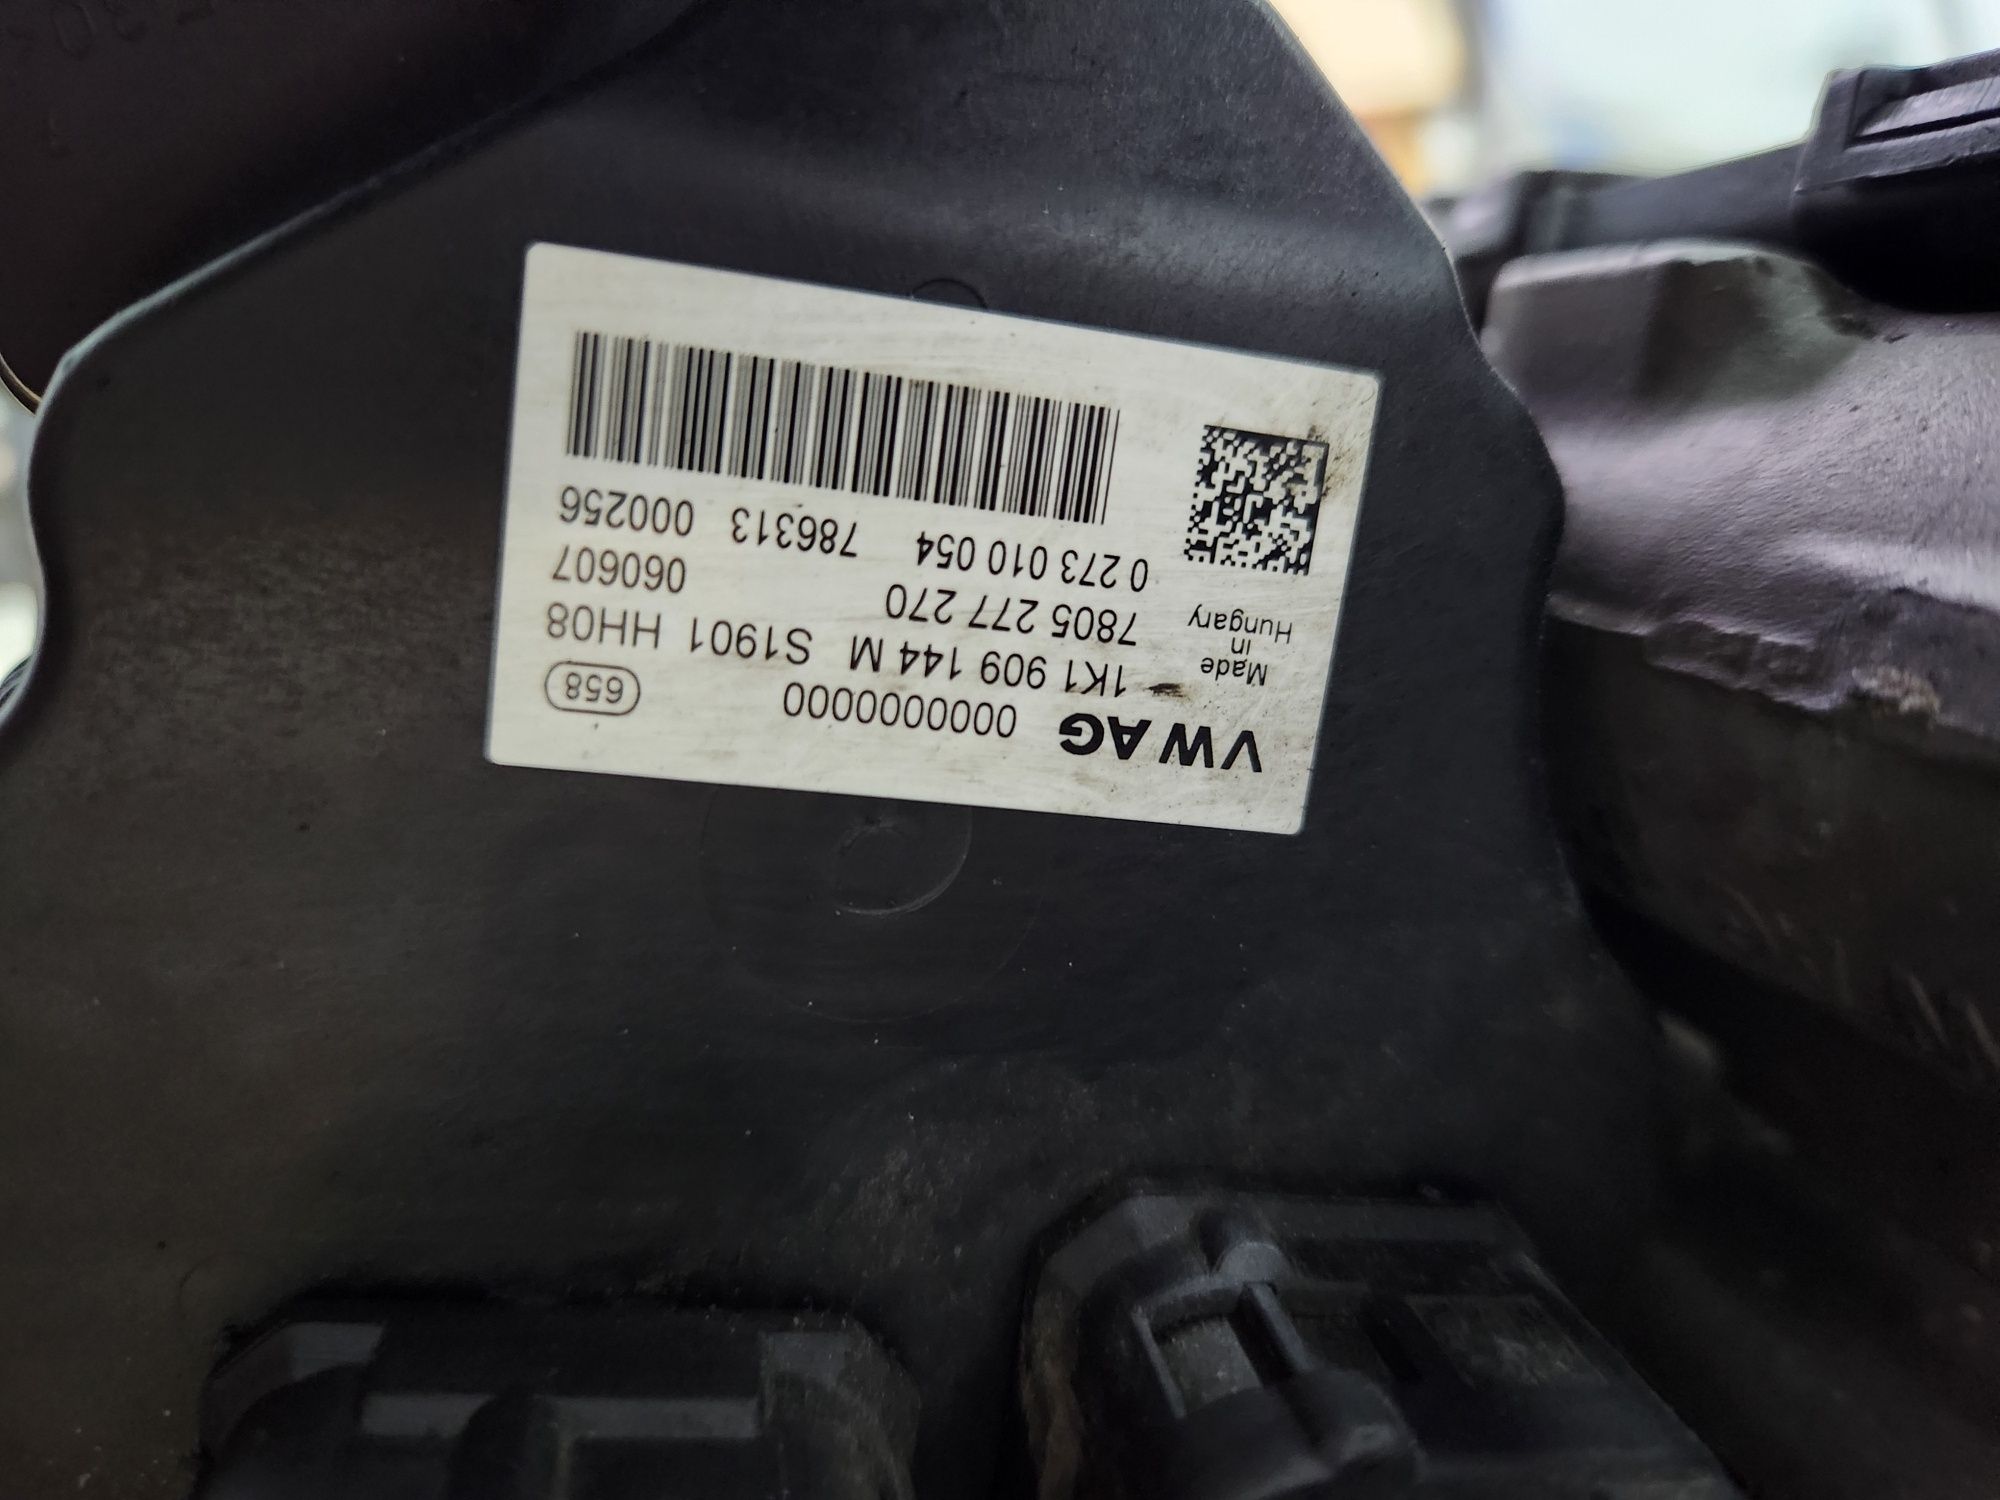 VW AG 000000000 658
1K1 909 144 M S1901 HH08
7805 277 270 060607
0 273 010 054 786313 000256
Made
in
Hungary